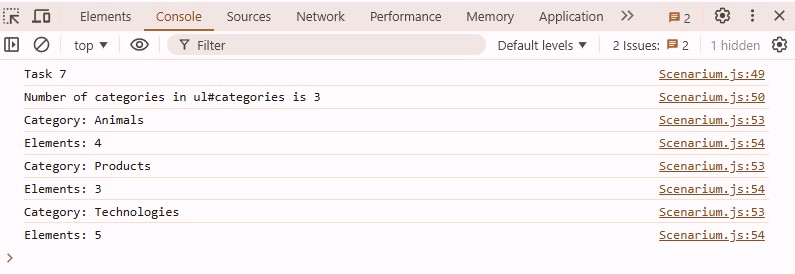 Elements Console Sources Network Performance Memory Application 2
top Filter Default levels 2 Issues: 2 1 hidden
Task 7 Scenarium.js:49
Number of categories in ul#categories is 3 Scenarium.js:50
Category: Animals Scenarium.js:53
Elements: 4 Scenarium.js:54
Category: Products Scenarium.js:53
Elements: 3 Scenarium.js:54
Category: Technologies Scenarium.js:53
Elements: 5 Scenarium.js:54